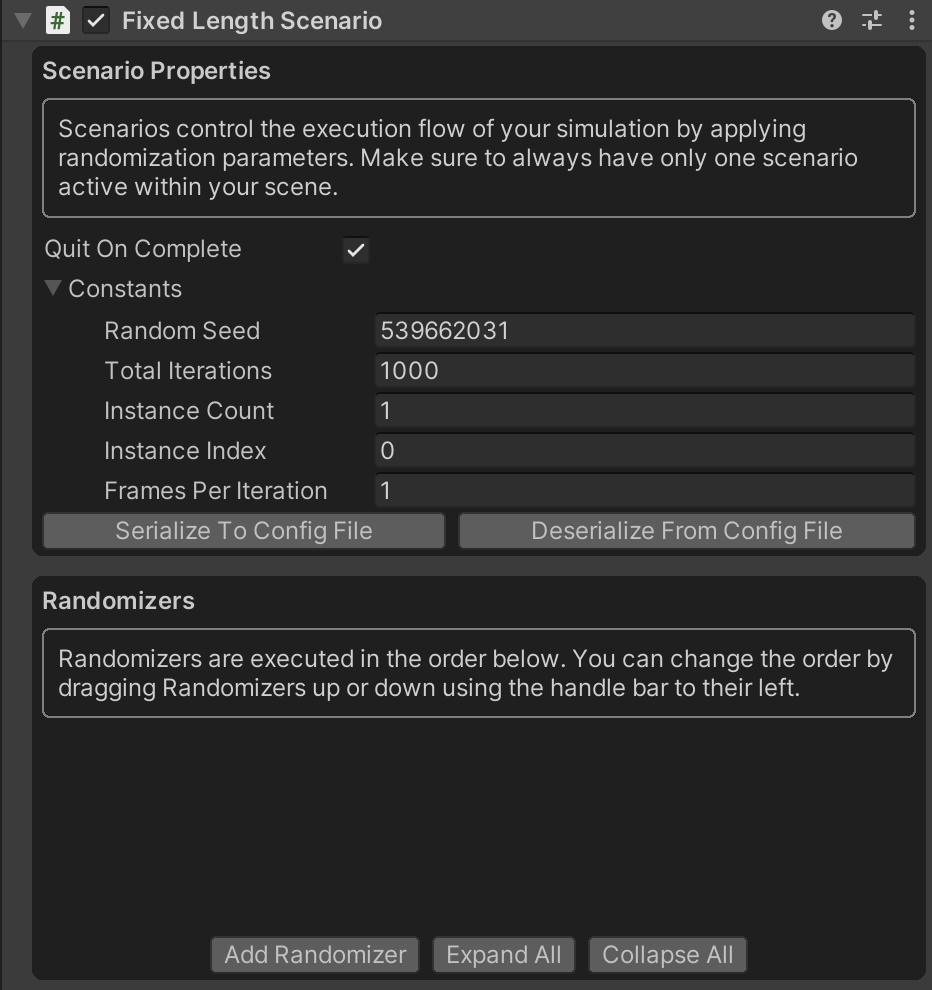 # Fixed Length Scenario
Scenario Properties
Scenarios control the execution flow of your simulation by applying
randomization parameters. Make sure to always have only one scenario
active within your scene.
Quit On Complete
Constants
Random Seed 539662031
Total Iterations 1000
Instance Count 1
Instance Index 0
Frames Per Iteration 1
Serialize To Config File Deserialize From Config File
Randomizers
Randomizers are executed in the order below. You can change the order by
dragging Randomizers up or down using the handle bar to their left.
Add Randomizer Expand All Collapse All